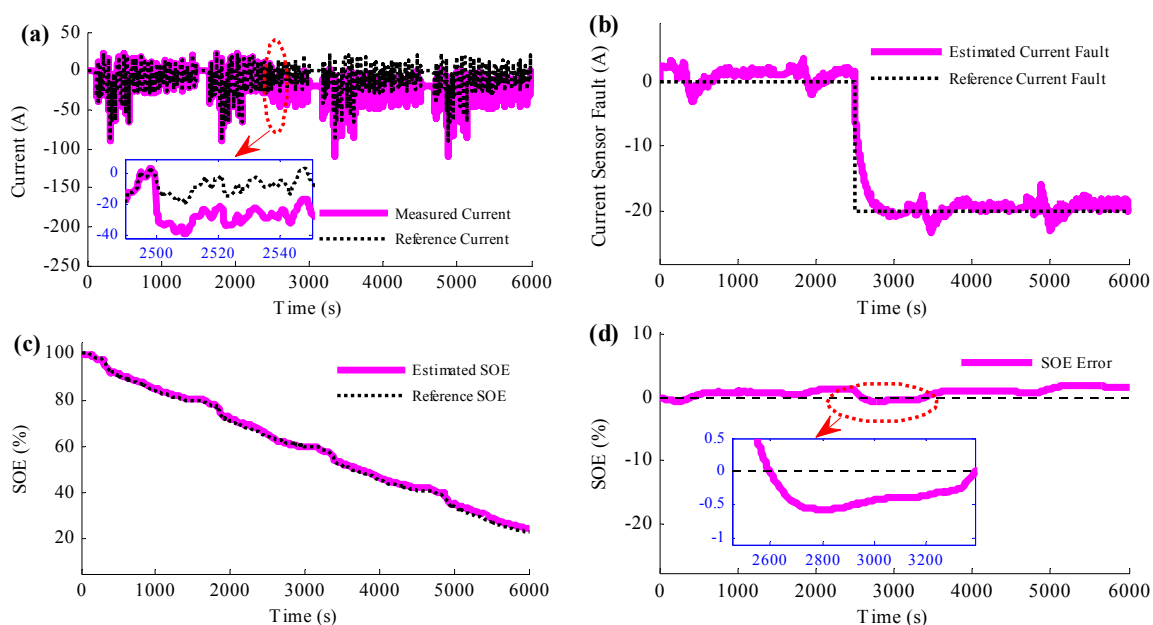 (a)
50
0
-50
-100
-150
-200
-250
Current (A)
0
-20
-40
2500
2520
2540
Measured Current
Reference Current
0 1000 2000 3000 4000 5000 6000
Time (s)
(b)
0
-10
-20
Current Sensor Fault (A)
Estimated Current Fault
Reference Current Fault
0 1000 2000 3000 4000 5000 6000
Time (s)
(c)
100
80
60
40
20
SOE (%)
Estimated SOE
Reference SOE
0 1000 2000 3000 4000 5000 6000
Time (s)
(d)
10
0
-10
-20
SOE (%)
SOE Error
0.5
0
-0.5
-1
2600 2800 3000 3200
0 1000 2000 3000 4000 5000 6000
Time (s)